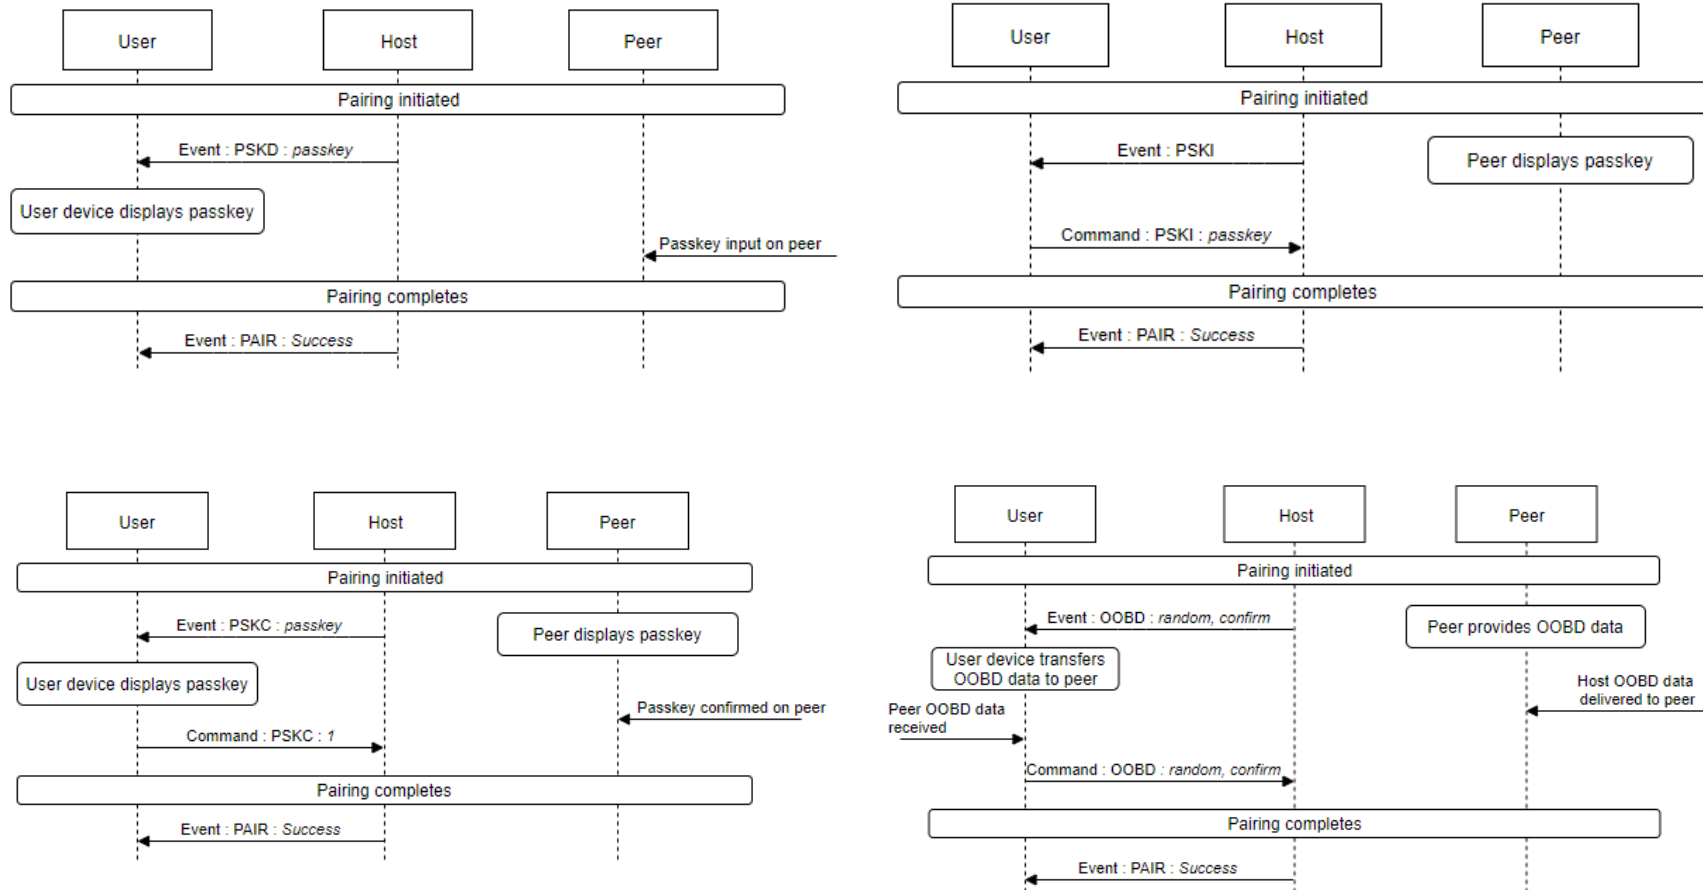 User
Host
Peer
Pairing initiated
Event : PSKD : passkey
User device displays passkey
Passkey input on peer
Pairing completes
Event : PAIR : Success
User
Host
Peer
Pairing initiated
Event : PSKI
Peer displays passkey
Command : PSKI : passkey
Pairing completes
Event : PAIR : Success
User
Host
Peer
Pairing initiated
Event : PSKC : passkey
Peer displays passkey
User device displays passkey
Passkey confirmed on peer
Command : PSKC : 1
Pairing completes
Event : PAIR : Success
User
Host
Peer
Pairing initiated
Event : OOBD : random, confirm
Peer provides OOBD data
User device transfers
OOBD data to peer
Host OOBD data
delivered to peer
Peer OOBD data
received
Command : OOBD : random, confirm
Pairing completes
Event : PAIR : Success